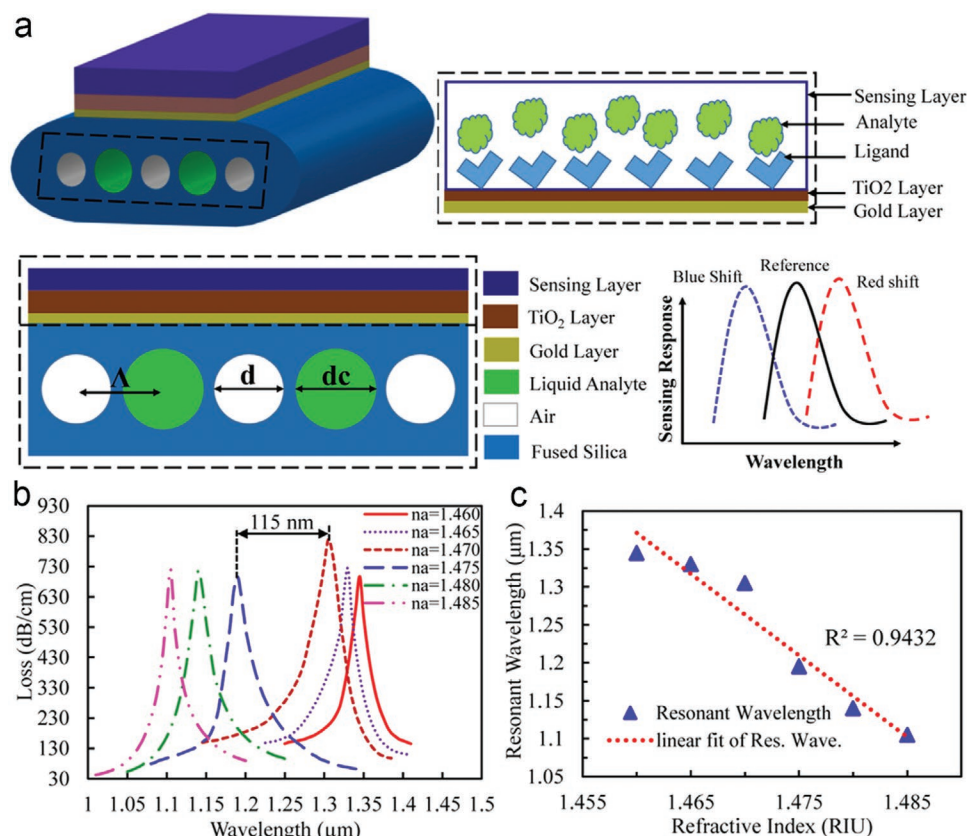 a
Sensing Layer
Analyte
Ligand
TiO2 Layer
Gold Layer
Λ
d
dc
Sensing Layer
TiO₂ Layer
Gold Layer
Liquid Analyte
Air
Fused Silica
Blue Shift
Reference
Red shift
Sensing Response
Wavelength
b
Loss (dB/cm)
930
830
730
630
530
430
330
230
130
30
115 nm
na=1.460
na=1.465
na=1.470
na=1.475
na=1.480
na=1.485
1 1.05 1.1 1.15 1.2 1.25 1.3 1.35 1.4 1.45 1.5
Wavelength (µm)
c
Resonant Wavelength (µm)
1.4
1.35
1.3
1.25
1.2
1.15
1.1
1.05
R² = 0.9432
Resonant Wavelength
linear fit of Res. Wave.
1.455 1.465 1.475 1.485
Refractive Index (RIU)